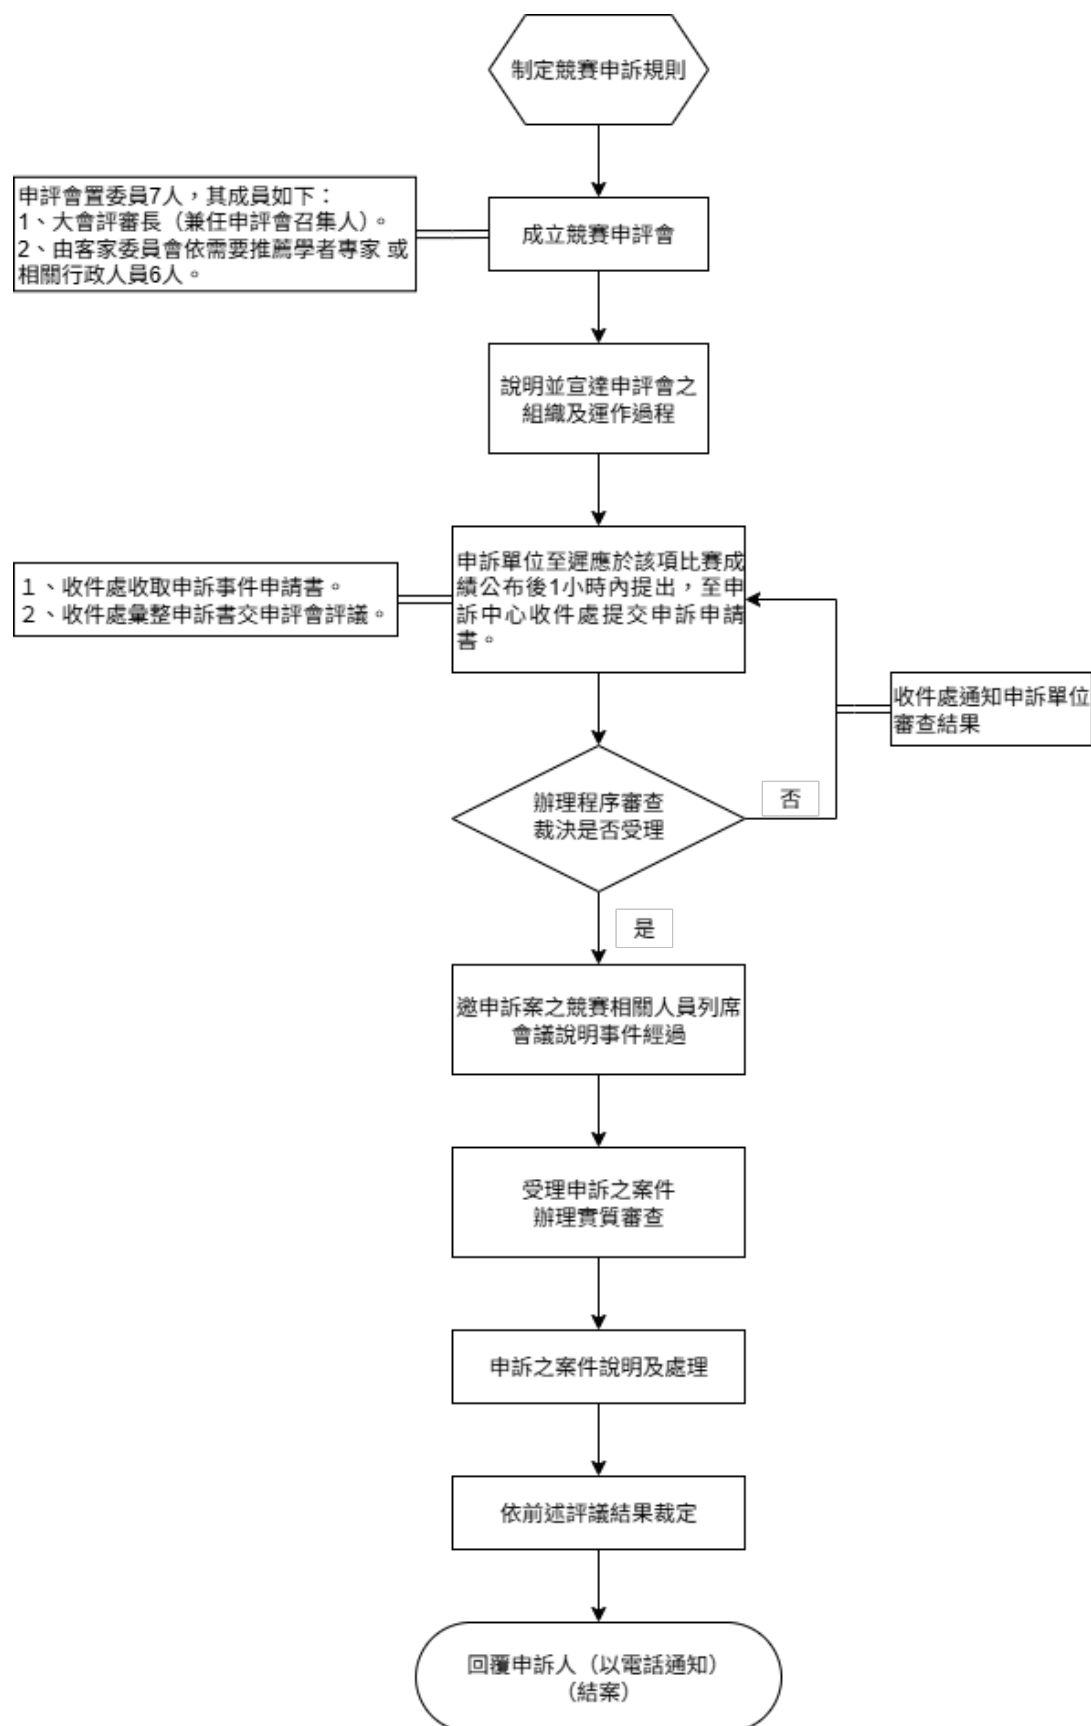 制定競賽申訴規則
申評會置委員7人，其成員如下：
1、大會評審長（兼任申評會召集人）。
2、由客家委員會依需要推薦學者專家 或
相關行政人員6人。
成立競賽申評會
說明並宣達申評會之
組織及運作過程
申訴單位至遲應於該項比賽成
績公布後1小時內提出，至申
訴中心收件處提交申訴申請
書。
１、收件處收取申訴事件申請書。
２、收件處彙整申訴書交申評會評議。
收件處通知申訴單位
審查結果
辦理程序審查
裁決是否受理
否
是
邀申訴案之競賽相關人員列席
會議說明事件經過
受理申訴之案件
辦理實質審查
申訴之案件說明及處理
依前述評議結果裁定
回覆申訴人（以電話通知）
（結案）